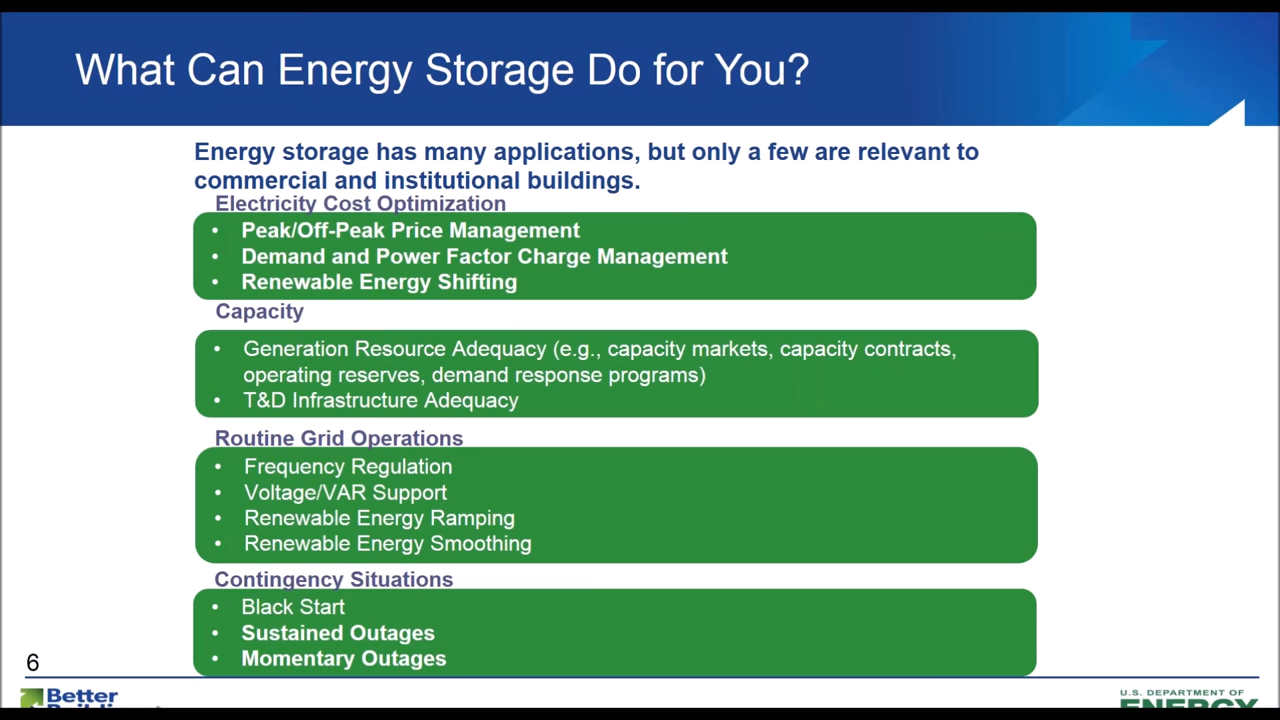 What Can Energy Storage Do for You?
Energy storage has many applications, but only a few are relevant to
commercial and institutional buildings.
Electricity Cost Optimization
• Peak/Off-Peak Price Management
• Demand and Power Factor Charge Management
• Renewable Energy Shifting
Capacity
• Generation Resource Adequacy (e.g., capacity markets, capacity contracts,
operating reserves, demand response programs)
• T&D Infrastructure Adequacy
Routine Grid Operations
• Frequency Regulation
• Voltage/VAR Support
• Renewable Energy Ramping
• Renewable Energy Smoothing
Contingency Situations
• Black Start
• Sustained Outages
• Momentary Outages
6
Better
U.S. DEPARTMENT OF
ENERGY